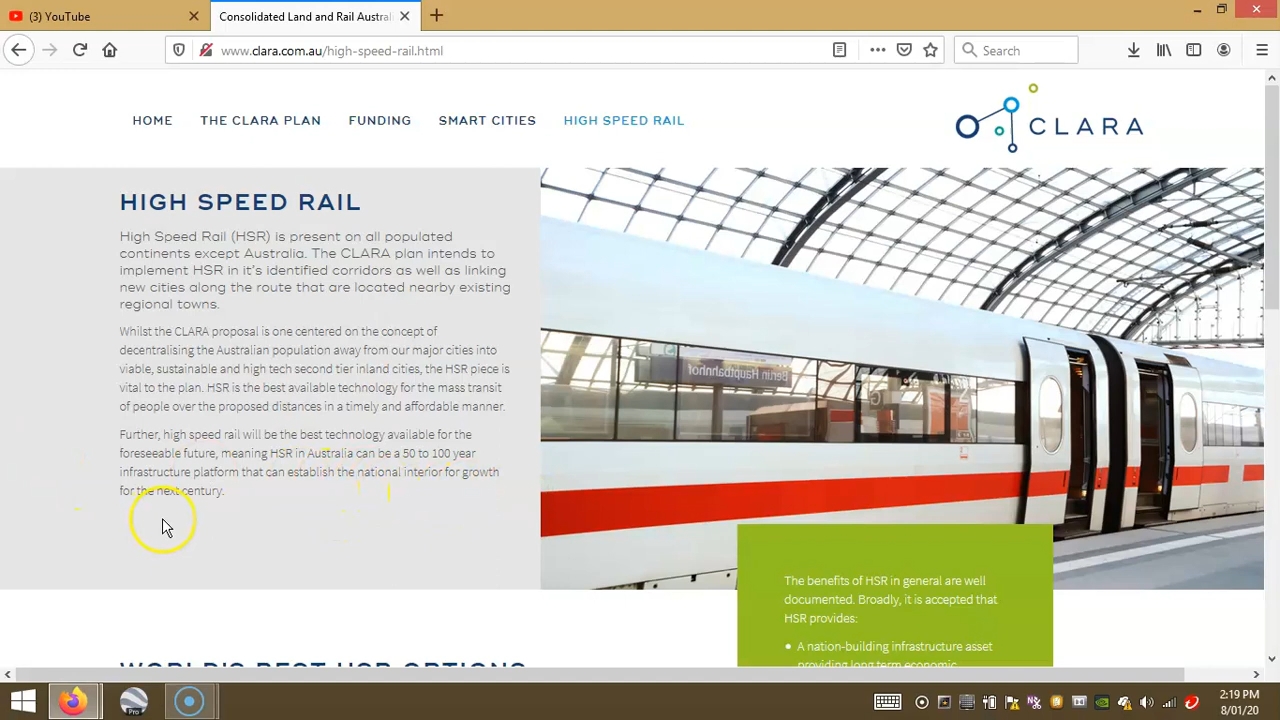 (3) YouTube
Consolidated Land and Rail Austral
www.clara.com.au/high-speed-rail.html
Search
HOME
THE CLARA PLAN
FUNDING
SMART CITIES
HIGH SPEED RAIL
CLARA
HIGH SPEED RAIL
High Speed Rail (HSR) is present on all populated
continents except Australia. The CLARA plan intends to
implement HSR in it's identified corridors as well as linking
new cities along the route that are located nearby existing
regional towns.
Whilst the CLARA proposal is one centered on the concept of
decentralising the Australian population away from our major cities into
viable, sustainable and high tech second tier inland cities, the HSR piece is
vital to the plan. HSR is the best available technology for the mass transit
of people over the proposed distances in a timely and affordable manner.
Further, high speed rail will be the best technology available for the
foreseeable future, meaning HSR in Australia can be a 50 to 100 year
infrastructure platform that can establish the national interior for growth
for the next century.
Berlin Hauptbahnhof
2
The benefits of HSR in general are well
documented. Broadly, it is accepted that
HSR provides:
• A nation-building infrastructure asset
providing long term economic
WORLD'S BEST HSR OPTIONS
Pro
2:19 PM
8/01/20